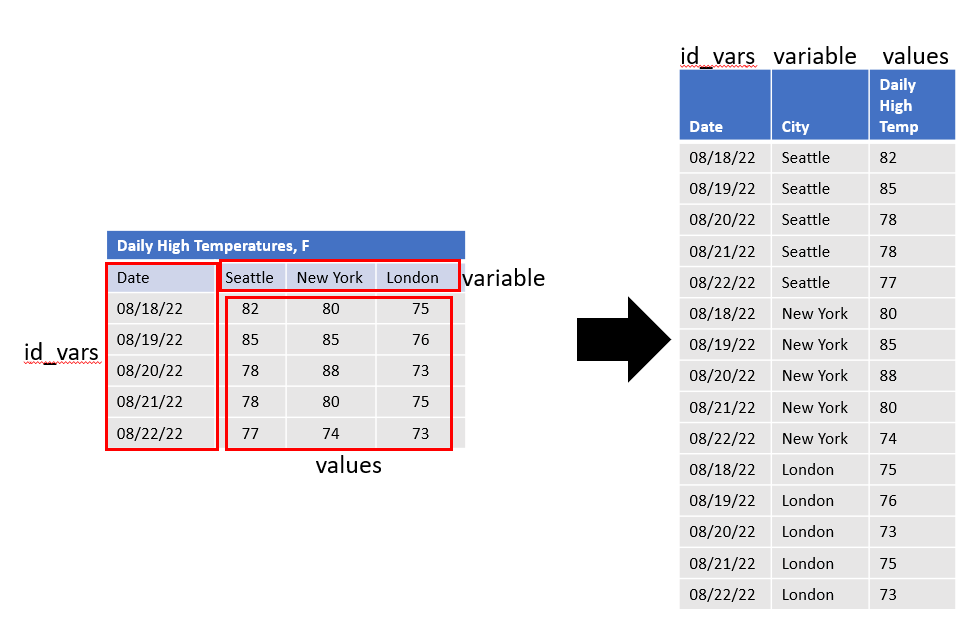 Daily High Temperatures, F
Date Seattle New York London variable
08/18/22 82 80 75
08/19/22 85 85 76
id_vars
08/20/22 78 88 73
08/21/22 78 80 75
08/22/22 77 74 73
values
id_vars variable values
Date City Daily High Temp
08/18/22 Seattle 82
08/19/22 Seattle 85
08/20/22 Seattle 78
08/21/22 Seattle 78
08/22/22 Seattle 77
08/18/22 New York 80
08/19/22 New York 85
08/20/22 New York 88
08/21/22 New York 80
08/22/22 New York 74
08/18/22 London 75
08/19/22 London 76
08/20/22 London 73
08/21/22 London 75
08/22/22 London 73